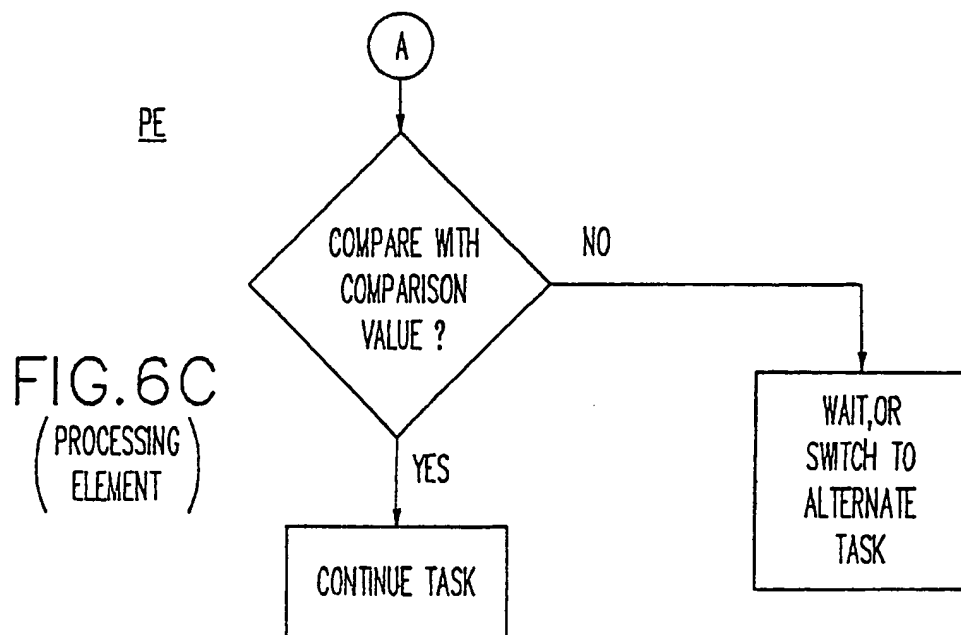 A
PE
COMPARE WITH
COMPARISON
VALUE ?
NO
FIG.6C
(PROCESSING
ELEMENT)
YES
WAIT,OR
SWITCH TO
ALTERNATE
TASK
CONTINUE TASK